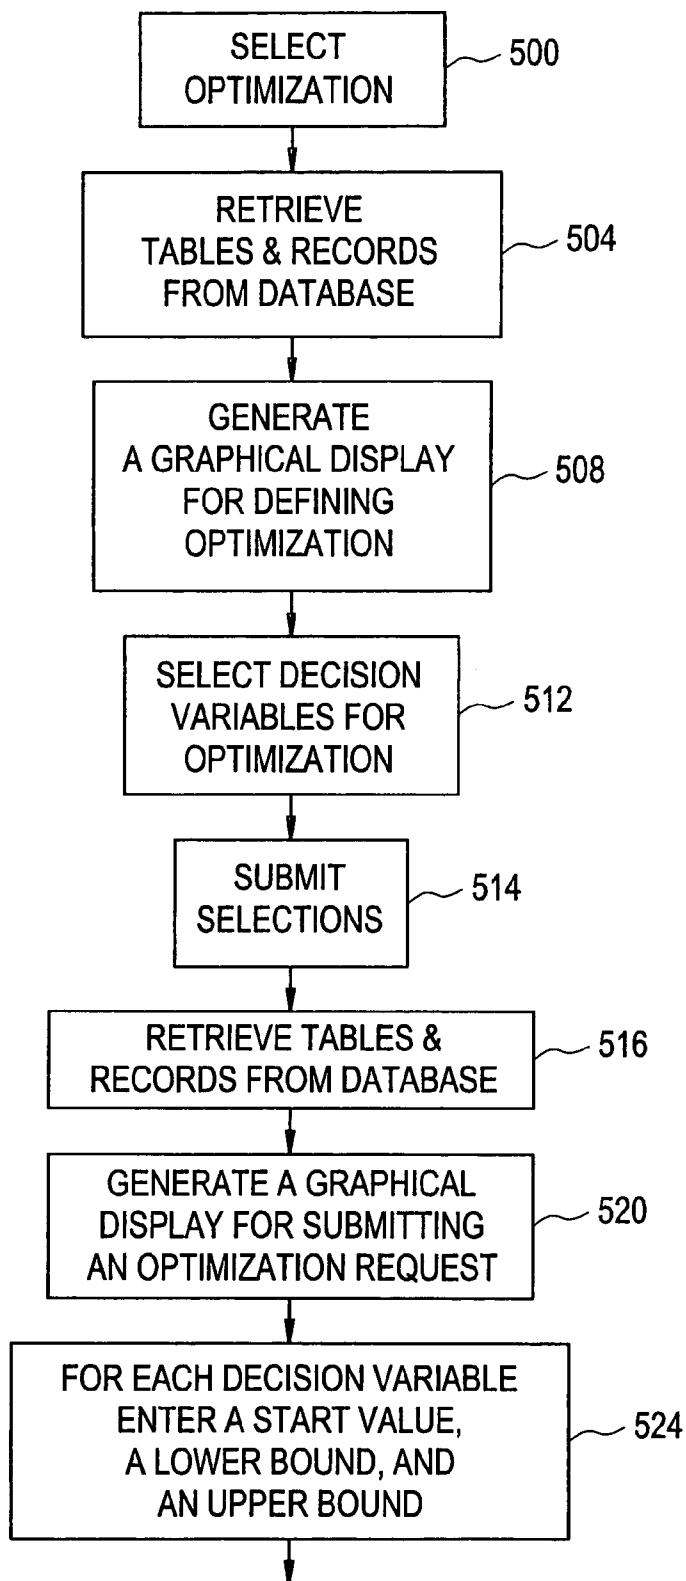 SELECT
OPTIMIZATION
500
RETRIEVE
TABLES & RECORDS
FROM DATABASE
504
GENERATE
A GRAPHICAL DISPLAY
FOR DEFINING
OPTIMIZATION
508
SELECT DECISION
VARIABLES FOR
OPTIMIZATION
512
SUBMIT
SELECTIONS
514
RETRIEVE TABLES &
RECORDS FROM DATABASE
516
GENERATE A GRAPHICAL
DISPLAY FOR SUBMITTING
AN OPTIMIZATION REQUEST
520
FOR EACH DECISION VARIABLE
ENTER A START VALUE,
A LOWER BOUND, AND
AN UPPER BOUND
524